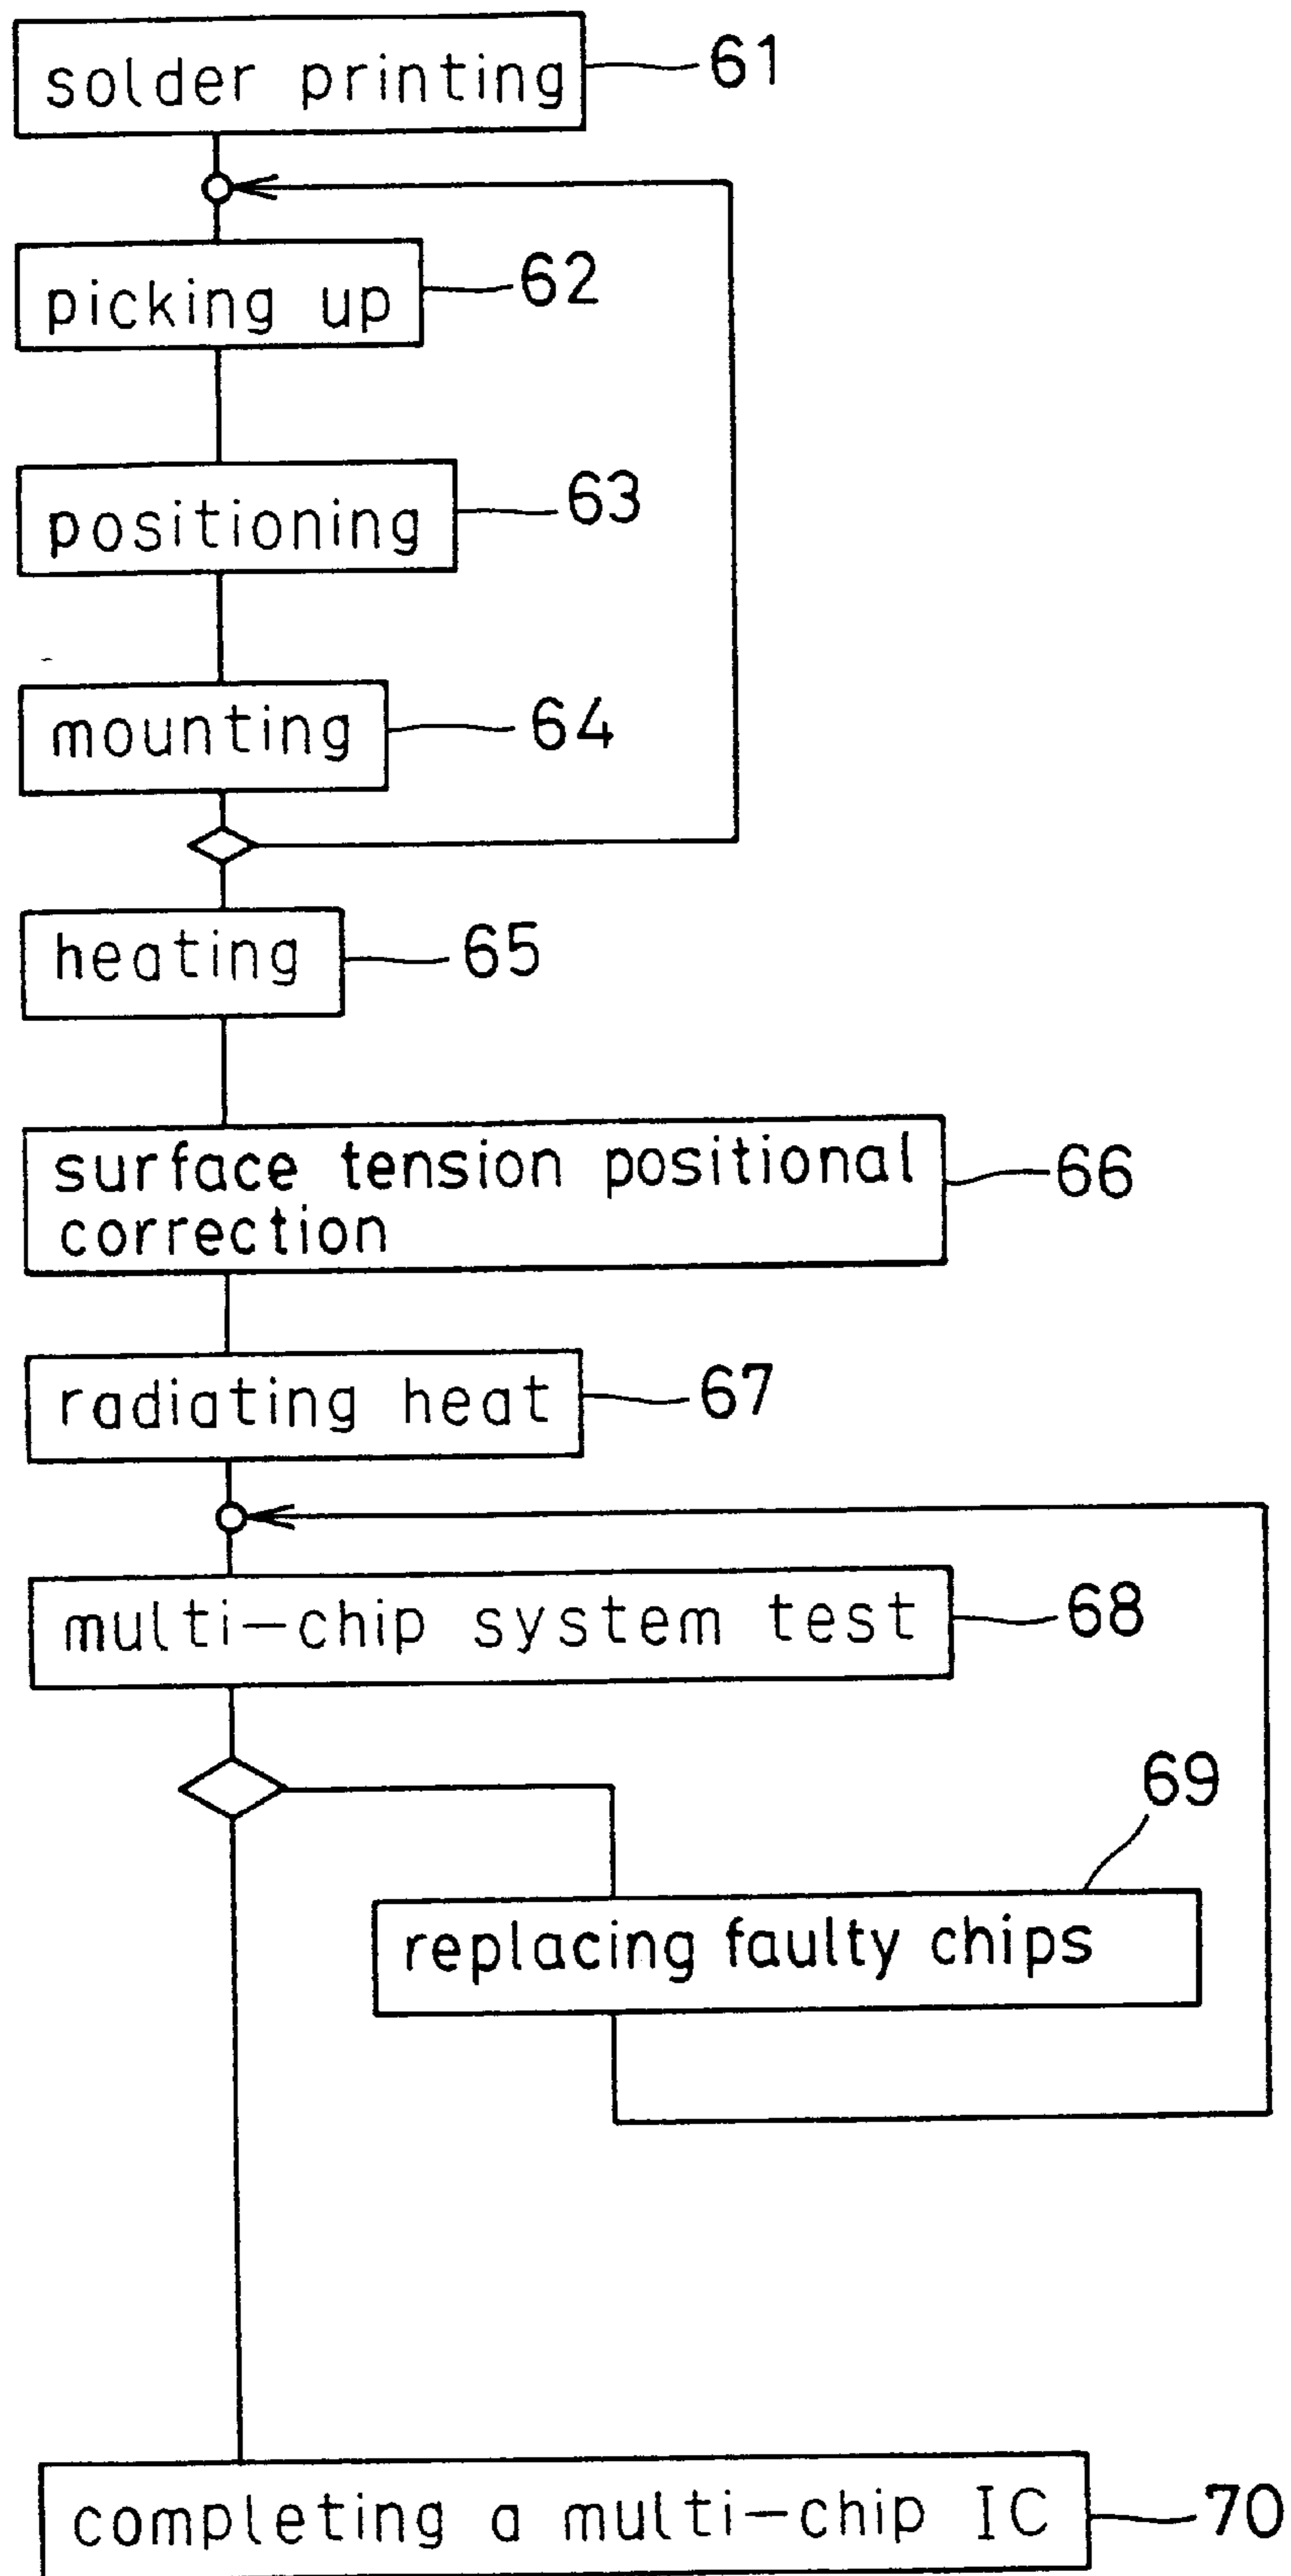 solder printing 61
picking up 62
positioning 63
mounting 64
heating 65
surface tension positional
correction 66
radiating heat 67
multi-chip system test 68
69
replacing faulty chips
completing a multi-chip IC 70